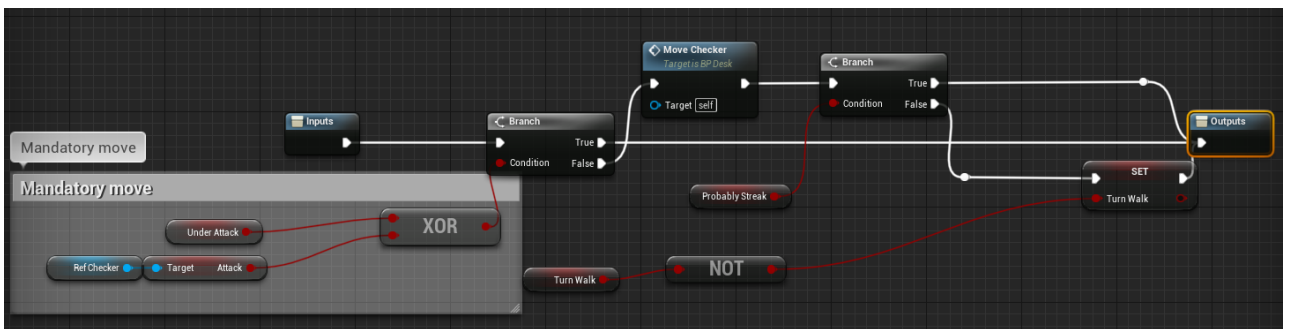 Move Checker
Target is BP Desk
Target self
Branch
True
Condition False
Inputs
Branch
True
Condition False
Outputs
Mandatory move
Mandatory move
SET
Turn Walk
Probably Streak
Under Attack
XOR
Ref Checker
Target Attack
Turn Walk
NOT